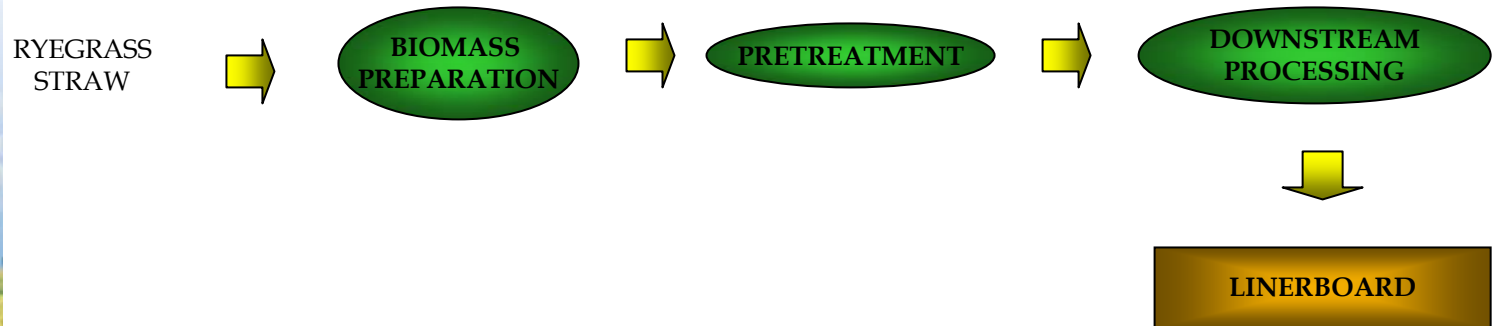 RYEGRASS
STRAW
BIOMASS
PREPARATION
PRETREATMENT
DOWNSTREAM
PROCESSING
LINERBOARD